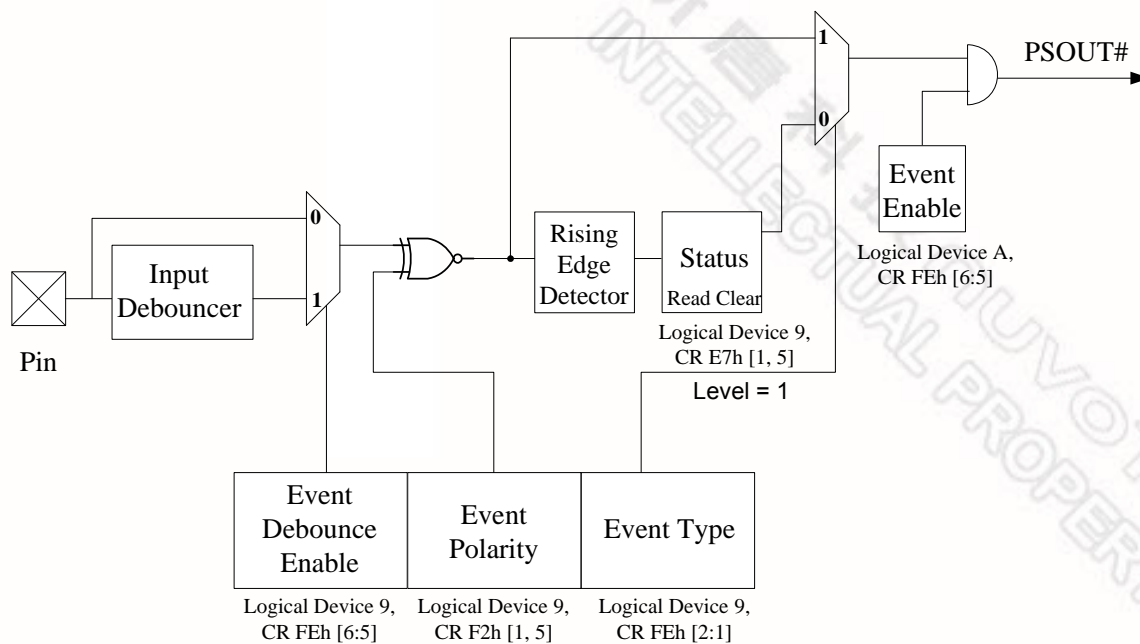 1
PSOUT#
0
Event
Enable
Logical Device A,
CR FEh [6:5]
0
Input
Debouncer
1
Rising
Edge
Detector
Status
Read Clear
Logical Device 9,
CR E7h [1, 5]
Level = 1
Pin
Event
Debounce
Enable
Event
Polarity
Event Type
Logical Device 9,
CR FEh [6:5]
Logical Device 9,
CR F2h [1, 5]
Logical Device 9,
CR FEh [2:1]
INTELLECTUAL PROPERT